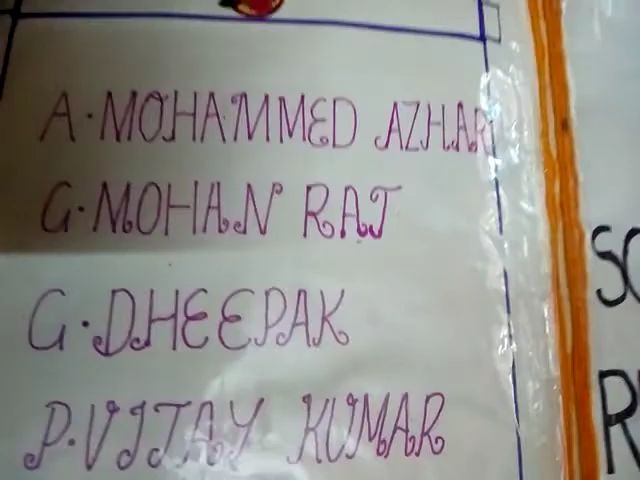 A. MOHAMMED AZHAR
G. MOHAN RAJ
G. DHEEPAK
P. VIJAY KUMAR